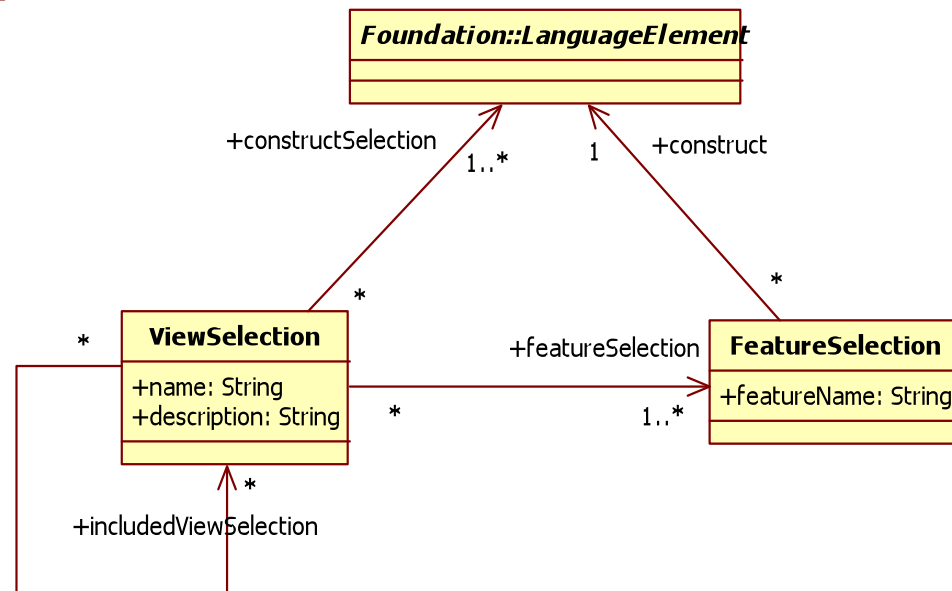 Foundation::LanguageElement
+constructSelection
1..*
1
+construct
*
*
ViewSelection
+name: String
+description: String
*
+featureSelection
*
1..*
FeatureSelection
+featureName: String
*
+includedViewSelection